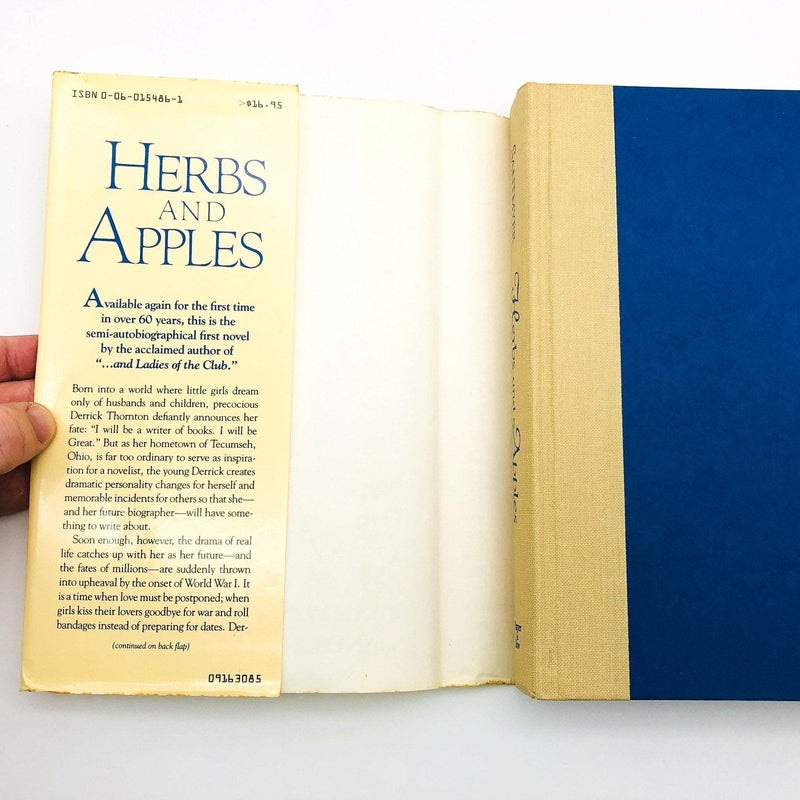 ISBN 0-06-015486-1
>$16.95
HERBS
AND
APPLES
Available again for the first time
in over 60 years, this is the
semi-autobiographical first novel
by the acclaimed author of
“...and Ladies of the Club.”
Born into a world where little girls dream
only of husbands and children, precocious
Derrick Thornton defiantly announces her
fate: “I will be a writer of books. I will be
Great.” But as her hometown of Tecumseh,
Ohio, is far too ordinary to serve as inspira-
tion for a novelist, the young Derrick creates
dramatic personality changes for herself and
memorable incidents for others so that she—
and her future biographer—will have some-
thing to write about.
Soon enough, however, the drama of real
life catches up with her as her future—and
the fates of millions—are suddenly thrown
into upheaval by the onset of World War I. It
is a time when love must be postponed; when
girls kiss their lovers goodbye for war and roll
bandages instead of preparing for dates. Der-
(continued on back flap)
09163085
Herbs and Apples